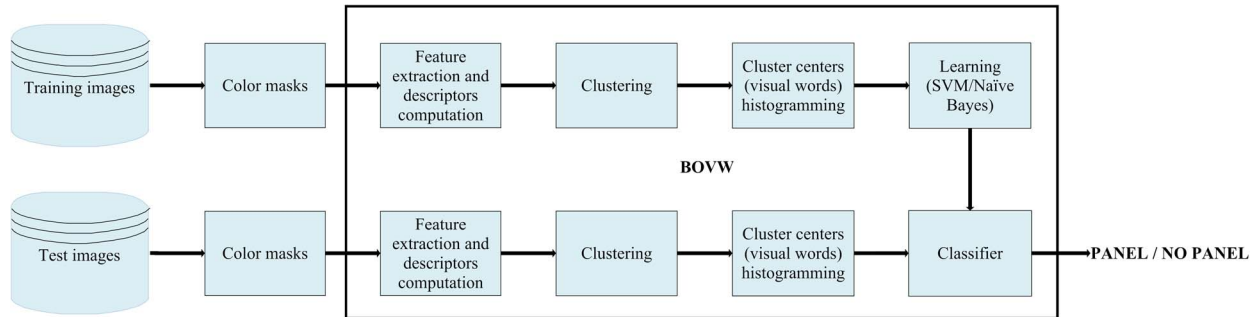 Training images
Color masks
Feature
extraction and
descriptors
computation
Clustering
Cluster centers
(visual words)
histogramming
Learning
(SVM/Naïve
Bayes)
BOVW
Test images
Color masks
Feature
extraction and
descriptors
computation
Clustering
Cluster centers
(visual words)
histogramming
Classifier
PANEL / NO PANEL